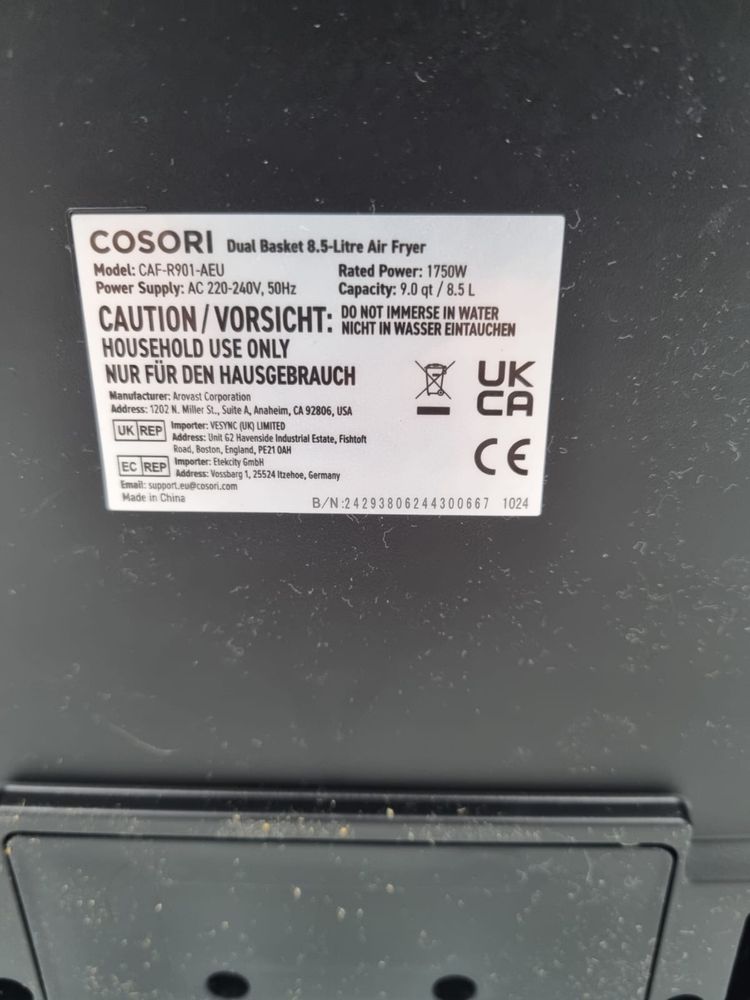 COSORI Dual Basket 8.5-Litre Air Fryer
Model: CAF-R901-AEU Rated Power: 1750W
Power Supply: AC 220-240V, 50Hz Capacity: 9.0 qt / 8.5 L
CAUTION / VORSICHT: DO NOT IMMERSE IN WATER
NICHT IN WASSER EINTAUCHEN
HOUSEHOLD USE ONLY
NUR FÜR DEN HAUSGEBRAUCH
Manufacturer: Arovast Corporation
Address: 1202 N. Miller St., Suite A, Anaheim, CA 92806, USA
UK REP Importer: VESYNC (UK) LIMITED
Address: Unit G2 Havenside Industrial Estate, Fishtoft
Road, Boston, England, PE21 0AH
EC REP Importer: Etekcity GmbH
Address: Vossbarg 1, 25524 Itzehoe, Germany
Email: support.eu@cosori.com
Made in China
UK
CA
CE
B/N:24293806244300667 1024